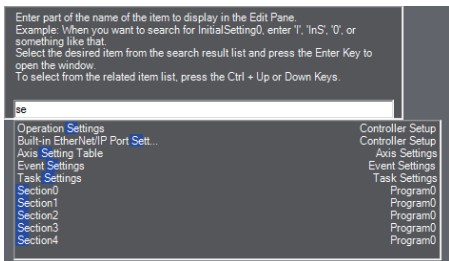 Enter part of the name of the item to display in the Edit Pane.
Example: When you want to search for InitialSetting0, enter 'I', 'InS', '0', or
something like that.
Select the desired item from the search result list and press the Enter Key to
open the window.
To select from the related item list, press the Ctrl + Up or Down Keys.
se
Operation Settings Controller Setup
Built-in EtherNet/IP Port Sett... Controller Setup
Axis Setting Table Axis Settings
Event Settings Event Settings
Task Settings Task Settings
Section0 Program0
Section1 Program0
Section2 Program0
Section3 Program0
Section4 Program0